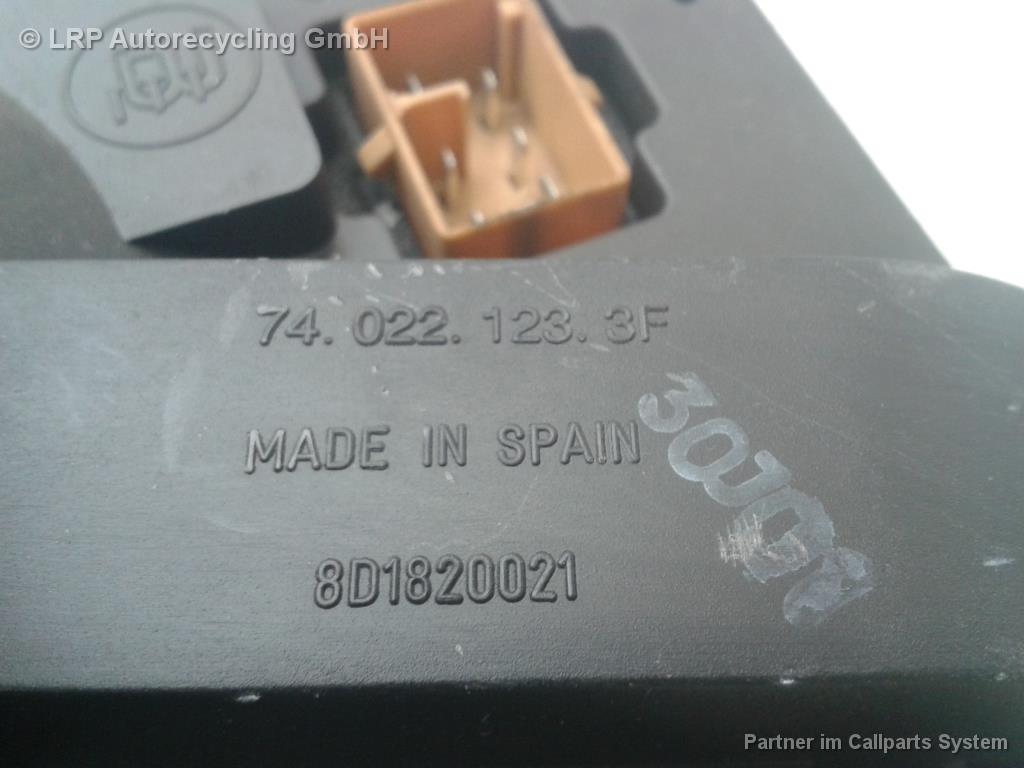 © LRP Autorecycling GmbH
74.022.123.3F
MADE IN SPAIN
8D1820021
Partner im Callparts System